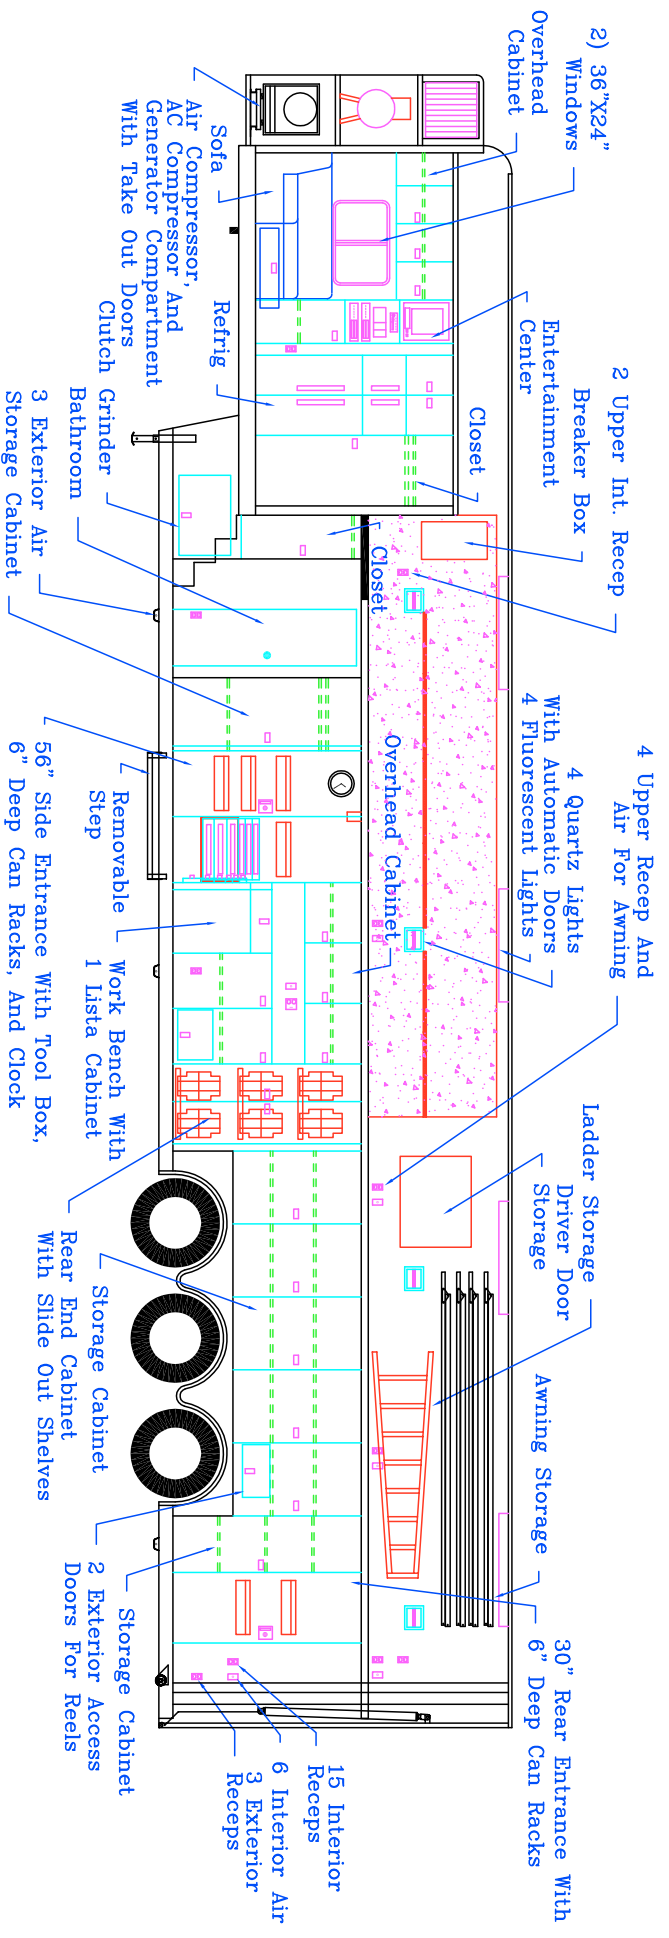 2) 36"X24"
Windows
Overhead
Cabinet
Sofa
Air Compressor,
AC Compressor And
Generator Compartment
With Take Out Doors
Entertainment
Center
Refrig
Closet
2 Upper Int. Recep
Breaker Box
Closet
Clutch Grinder
Bathroom
3 Exterior Air
Storage Cabinet
4 Quartz Lights
With Automatic Doors
4 Fluorescent Lights
Overhead Cabinet
4 Upper Recep And
Air For Awning
Removable
Step
56" Side Entrance With Tool Box,
6" Deep Can Racks, And Clock
Work Bench With
1 Lista Cabinet
Ladder Storage
Driver Door
Storage
Rear End Cabinet
With Slide Out Shelves
Storage Cabinet
Awning Storage
2 Exterior Access
Doors For Reels
Storage Cabinet
30" Rear Entrance With
6" Deep Can Racks
15 Interior
Receps
6 Interior Air
3 Exterior
Receps